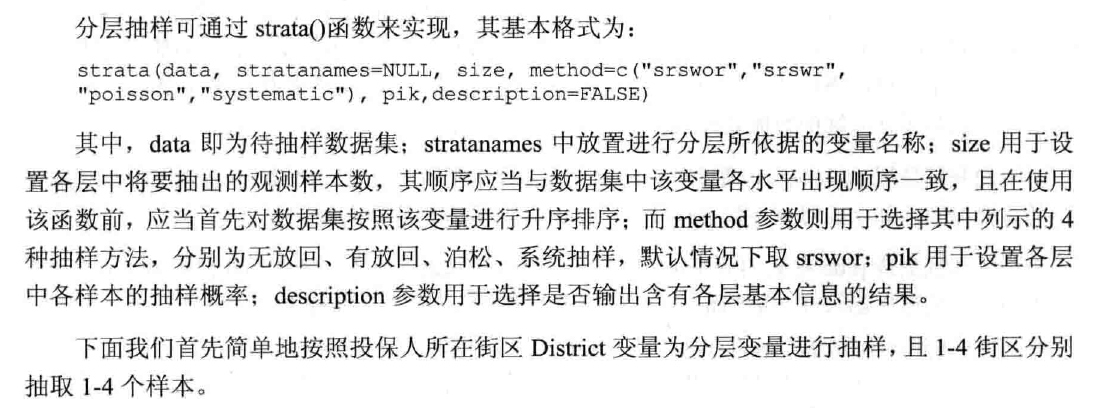 分层抽样可通过 strata()函数来实现，其基本格式为：
strata(data, stratanames=NULL, size, method=c("srswor","srswr",
"poisson","systematic"), pik,description=FALSE)
其中，data 即为待抽样数据集；stratanames 中放置进行分层所依据的变量名称；size 用于设
置各层中将要抽出的观测样本数，其顺序应当与数据集中该变量各水平出现顺序一致，且在使用
该函数前，应当首先对数据集按照该变量进行升序排序；而 method 参数则用于选择其中列示的 4
种抽样方法，分别为无放回、有放回、泊松、系统抽样，默认情况下取 srswor；pik 用于设置各层
中各样本的抽样概率；description 参数用于选择是否输出含有各层基本信息的结果。
下面我们首先简单地按照投保人所在街区 District 变量为分层变量进行抽样，且 1-4 街区分别
抽取 1-4 个样本。